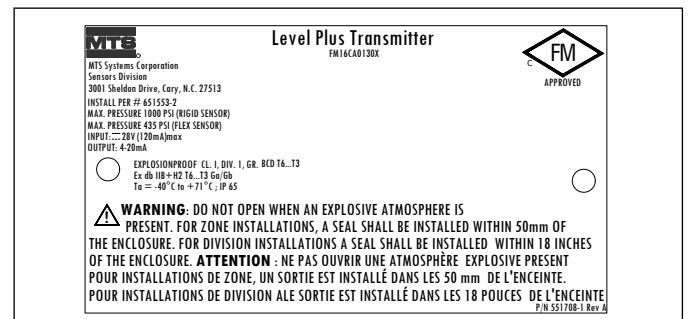 MTS
Level Plus Transmitter
FM16CA0130X
C FM
APPROVED
MTS Systems Corporation
Sensors Division
3001 Sheldon Drive, Cary, N.C. 27513
INSTALL PER # 651553-2
MAX. PRESSURE 1000 PSI (RIGID SENSOR)
MAX. PRESSURE 435 PSI (FLEX SENSOR)
INPUT: ⎓ 28V (120mA)max
OUTPUT: 4-20mA
EXPLOSIONPROOF CL. I, DIV. 1, GR. BCD T6...T3
Ex db IIB+H2 T6...T3 Ga/Gb
Ta = -40°C to +71°C ; IP 65
WARNING: DO NOT OPEN WHEN AN EXPLOSIVE ATMOSPHERE IS
PRESENT. FOR ZONE INSTALLATIONS, A SEAL SHALL BE INSTALLED WITHIN 50mm OF
THE ENCLOSURE. FOR DIVISION INSTALLATIONS A SEAL SHALL BE INSTALLED WITHIN 18 INCHES
OF THE ENCLOSURE. ATTENTION : NE PAS OUVRIR UNE ATMOSPHÈRE EXPLOSIVE PRESENT
POUR INSTALLATIONS DE ZONE, UN SORTIE EST INSTALLÉ DANS LES 50 mm DE L'ENCEINTE.
POUR INSTALLATIONS DE DIVISION ALE SORTIE EST INSTALLÉ DANS LES 18 POUCES DE L'ENCEINTE
P/N 551708-1 Rev A